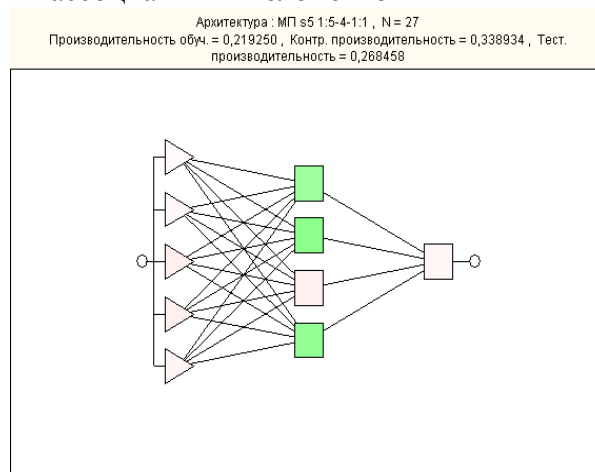 Архитектура : МП s5 1:5-4-1:1 , N = 27
Производительность обуч. = 0,219250 , Контр. производительность = 0,338934 , Тест.
производительность = 0,268458